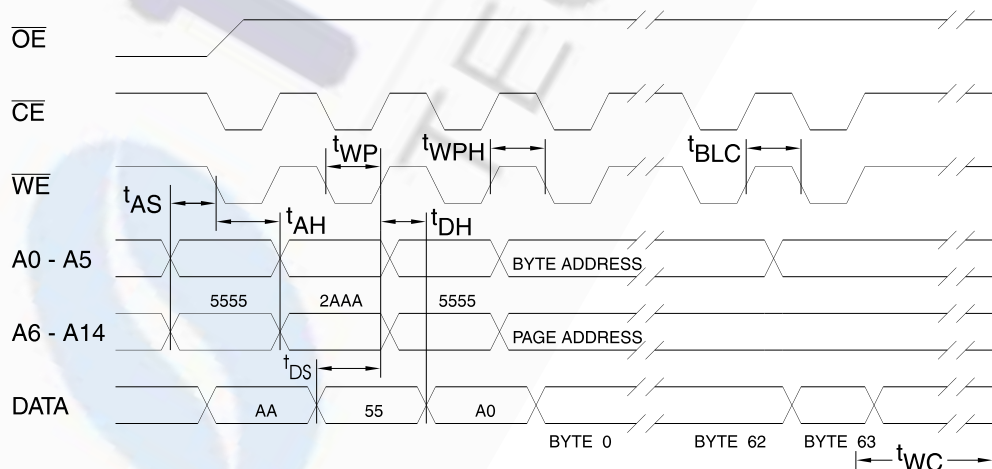 OE
CE
tWP
tWPH
tBLC
WE
tAS
tAH
tDH
A0 - A5
BYTE ADDRESS
5555
2AAA
5555
A6 - A14
PAGE ADDRESS
tDS
DATA
AA
55
A0
BYTE 0
BYTE 62
BYTE 63
tWC
TEC